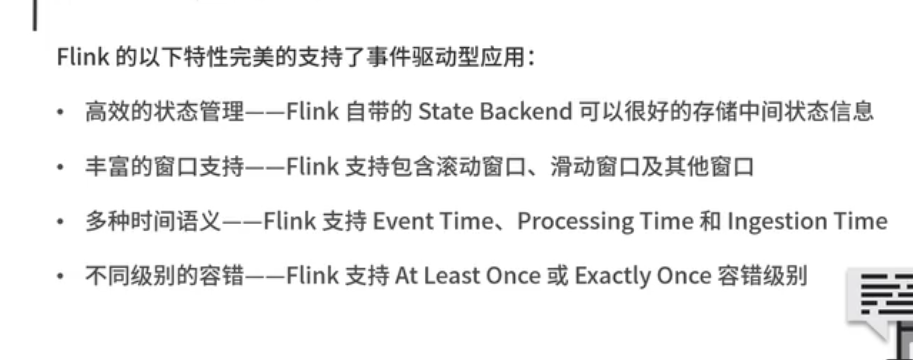 Flink 的以下特性完美的支持了事件驱动型应用：
• 高效的状态管理——Flink 自带的 State Backend 可以很好的存储中间状态信息
• 丰富的窗口支持——Flink 支持包含滚动窗口、滑动窗口及其他窗口
• 多种时间语义——Flink 支持 Event Time、Processing Time 和 Ingestion Time
• 不同级别的容错——Flink 支持 At Least Once 或 Exactly Once 容错级别